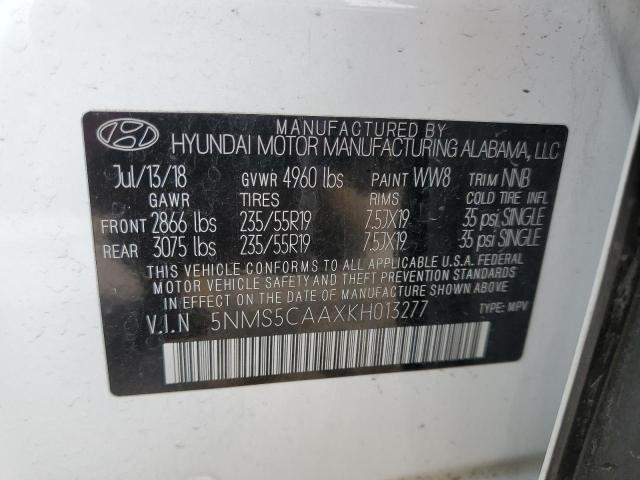 MANUFACTURED BY
HYUNDAI MOTOR MANUFACTURING ALABAMA, LLC
Jul/13/18 GVWR 4960 lbs PAINT WW8 TRIM NNB
GAWR TIRES RIMS COLD TIRE INFL
FRONT 2866 lbs 235/55R19 7.5JX19 35 psi SINGLE
REAR 3075 lbs 235/55R19 7.5JX19 35 psi SINGLE
THIS VEHICLE CONFORMS TO ALL APPLICABLE U.S.A. FEDERAL
MOTOR VEHICLE SAFETY AND THEFT PREVENTION STANDARDS
IN EFFECT ON THE DATE OF MANUFACTURE SHOWN ABOVE.
V.I.N 5NMS5CAAXKH013277 TYPE: MPV